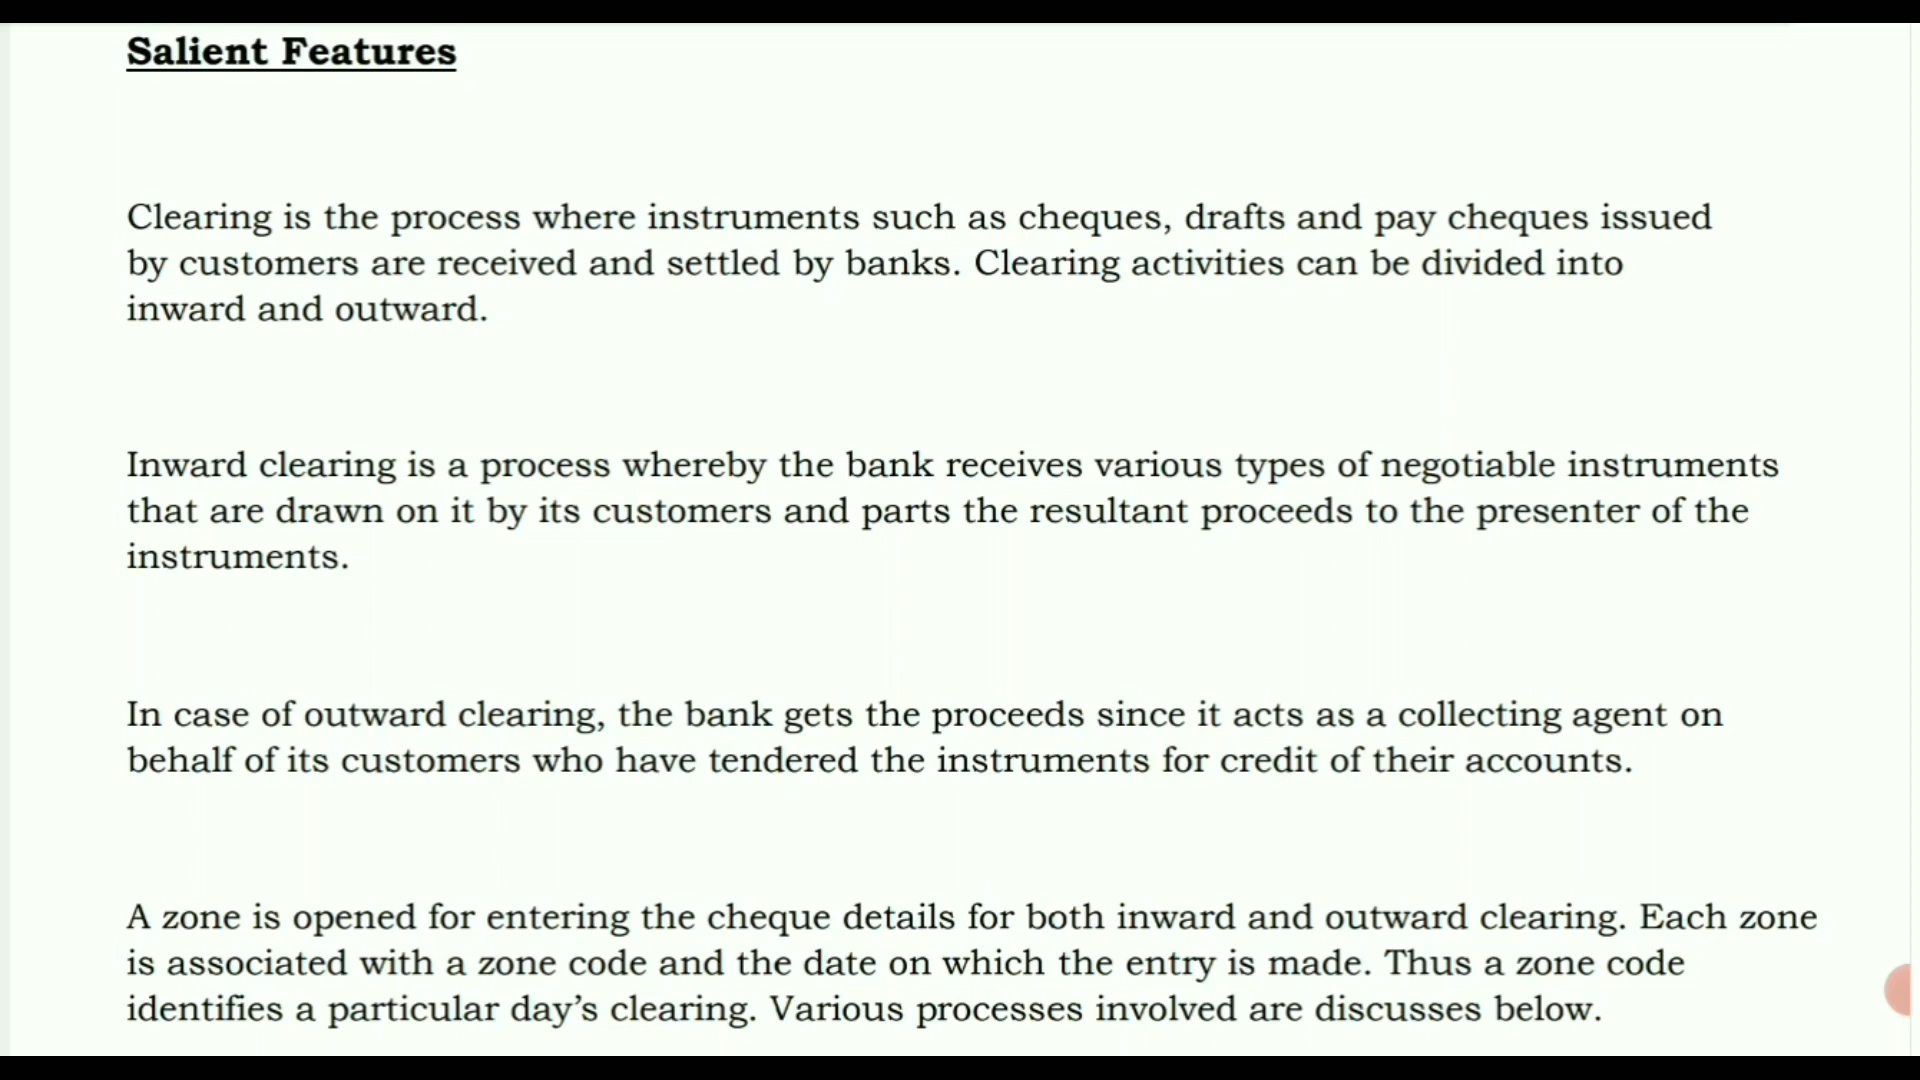 Salient Features
Clearing is the process where instruments such as cheques, drafts and pay cheques issued
by customers are received and settled by banks. Clearing activities can be divided into
inward and outward.
Inward clearing is a process whereby the bank receives various types of negotiable instruments
that are drawn on it by its customers and parts the resultant proceeds to the presenter of the
instruments.
In case of outward clearing, the bank gets the proceeds since it acts as a collecting agent on
behalf of its customers who have tendered the instruments for credit of their accounts.
A zone is opened for entering the cheque details for both inward and outward clearing. Each zone
is associated with a zone code and the date on which the entry is made. Thus a zone code
identifies a particular day’s clearing. Various processes involved are discusses below.